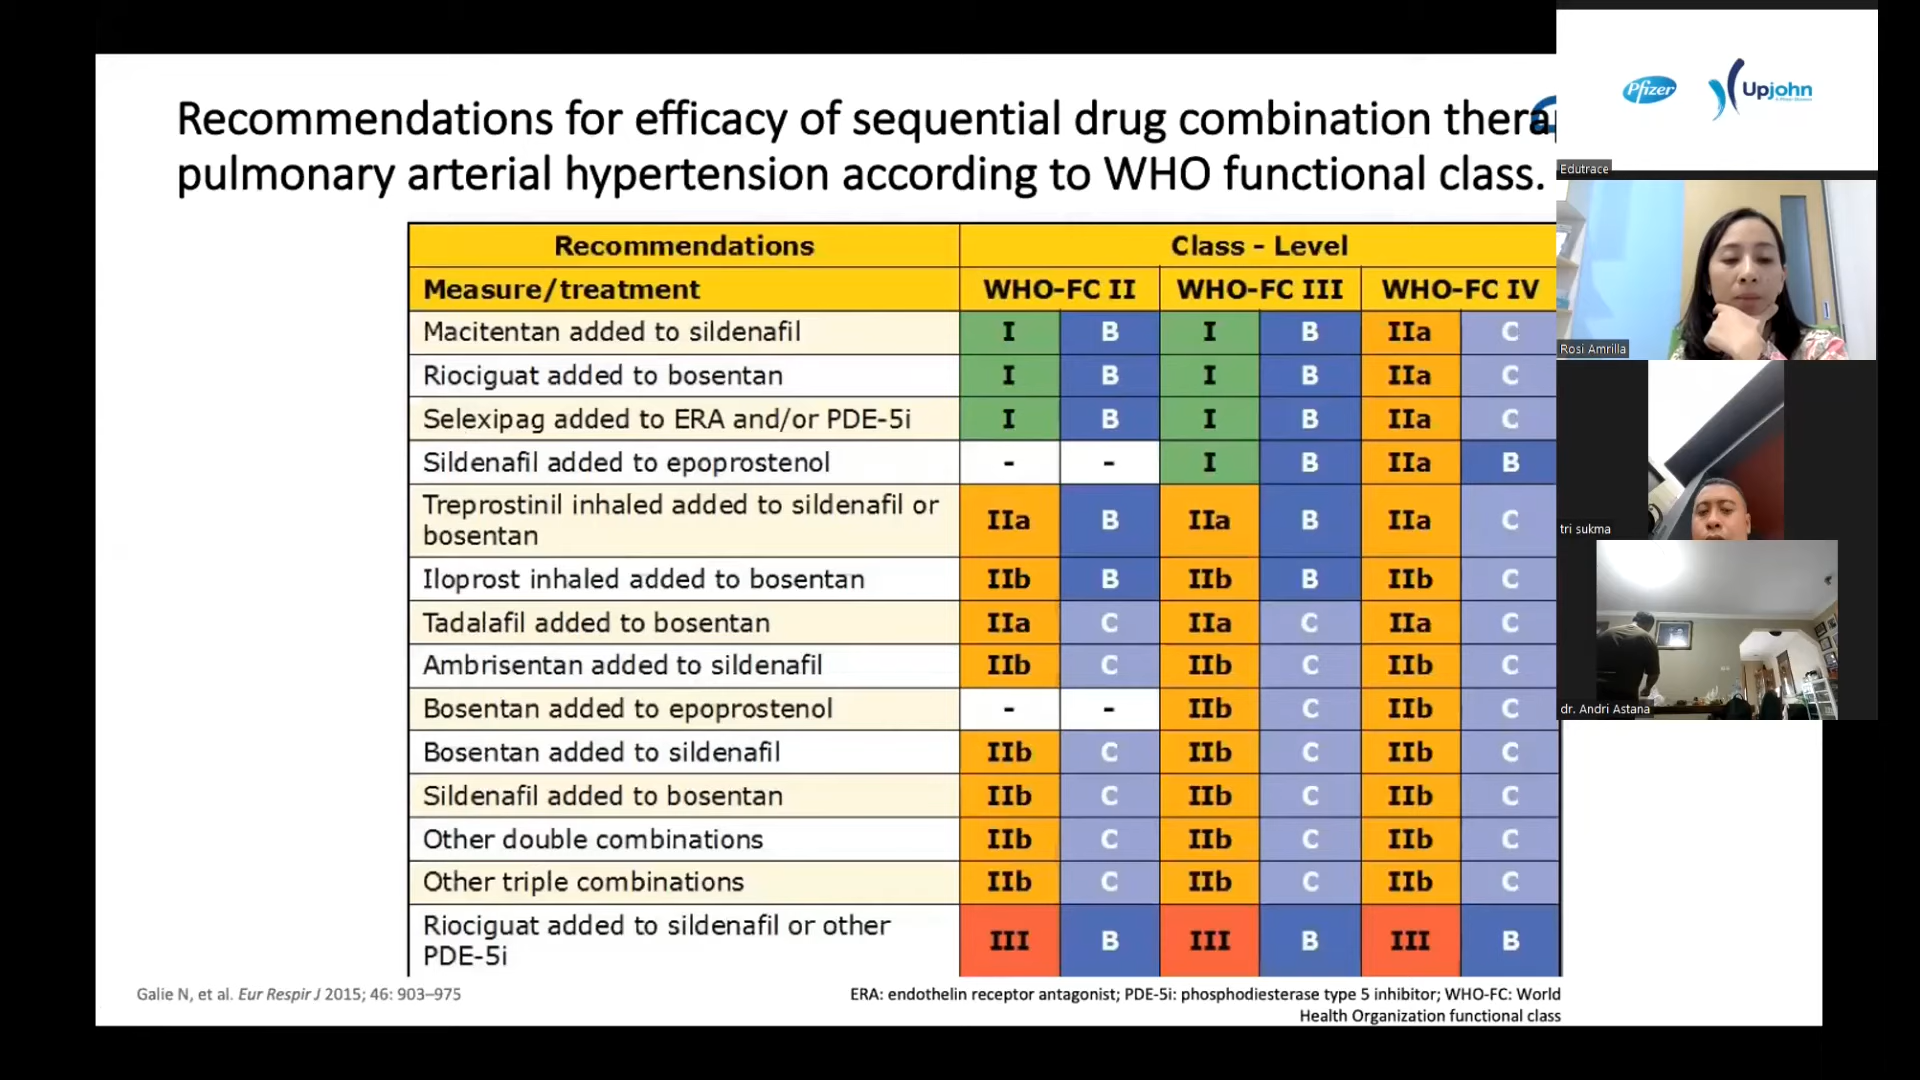 Recommendations for efficacy of sequential drug combination thera
pulmonary arterial hypertension according to WHO functional class.
Recommendations Class - Level
Measure/treatment WHO-FC II WHO-FC III WHO-FC IV
Macitentan added to sildenafil I B I B IIa C
Riociguat added to bosentan I B I B IIa C
Selexipag added to ERA and/or PDE-5i I B I B IIa C
Sildenafil added to epoprostenol - - I B IIa B
Treprostinil inhaled added to sildenafil or
bosentan IIa B IIa B IIa C
Iloprost inhaled added to bosentan IIb B IIb B IIb C
Tadalafil added to bosentan IIa C IIa C IIa C
Ambrisentan added to sildenafil IIb C IIb C IIb C
Bosentan added to epoprostenol - - IIb C IIb C
Bosentan added to sildenafil IIb C IIb C IIb C
Sildenafil added to bosentan IIb C IIb C IIb C
Other double combinations IIb C IIb C IIb C
Other triple combinations IIb C IIb C IIb C
Riociguat added to sildenafil or other
PDE-5i III B III B III B
Galie N, et al. Eur Respir J 2015; 46: 903–975
ERA: endothelin receptor antagonist; PDE-5i: phosphodiesterase type 5 inhibitor; WHO-FC: World
Health Organization functional class
Pfizer Upjohn
Edutrace
Rosi Amrilla
tri sukma
dr. Andri Astana